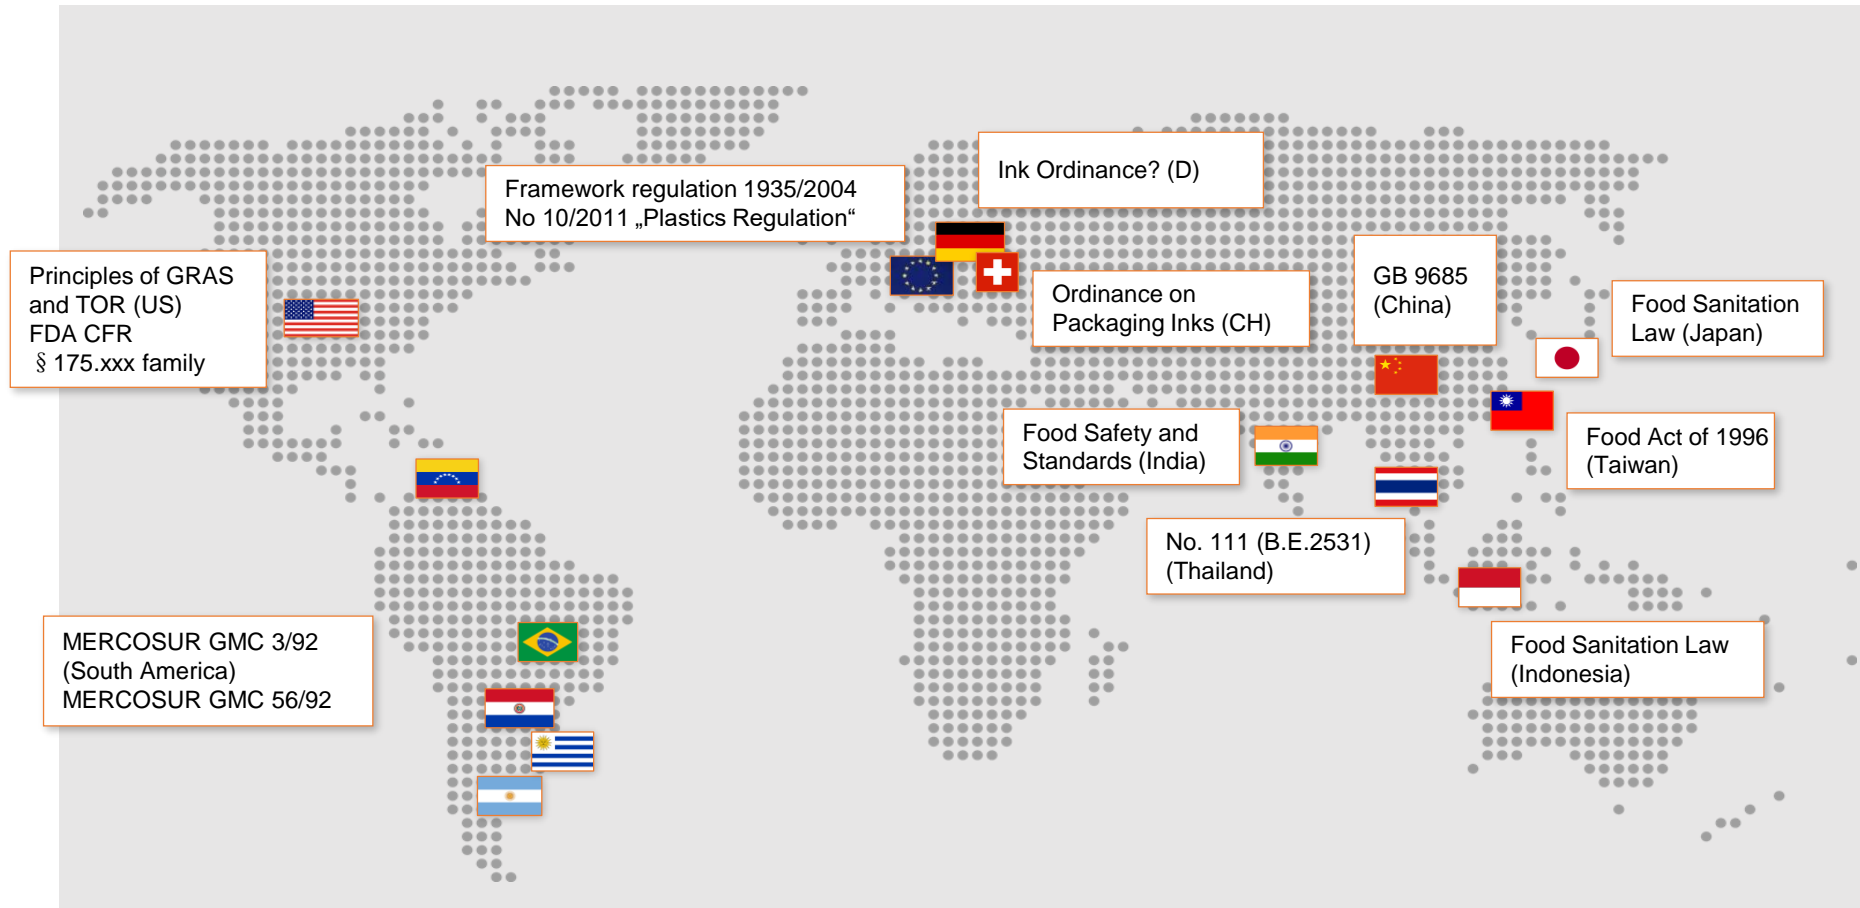 Ink Ordinance? (D)
Framework regulation 1935/2004
No 10/2011 „Plastics Regulation“
Principles of GRAS
and TOR (US)
FDA CFR
§ 175.xxx family
Ordinance on
Packaging Inks (CH)
GB 9685
(China)
Food Sanitation
Law (Japan)
Food Safety and
Standards (India)
Food Act of 1996
(Taiwan)
No. 111 (B.E.2531)
(Thailand)
MERCOSUR GMC 3/92
(South America)
MERCOSUR GMC 56/92
Food Sanitation Law
(Indonesia)